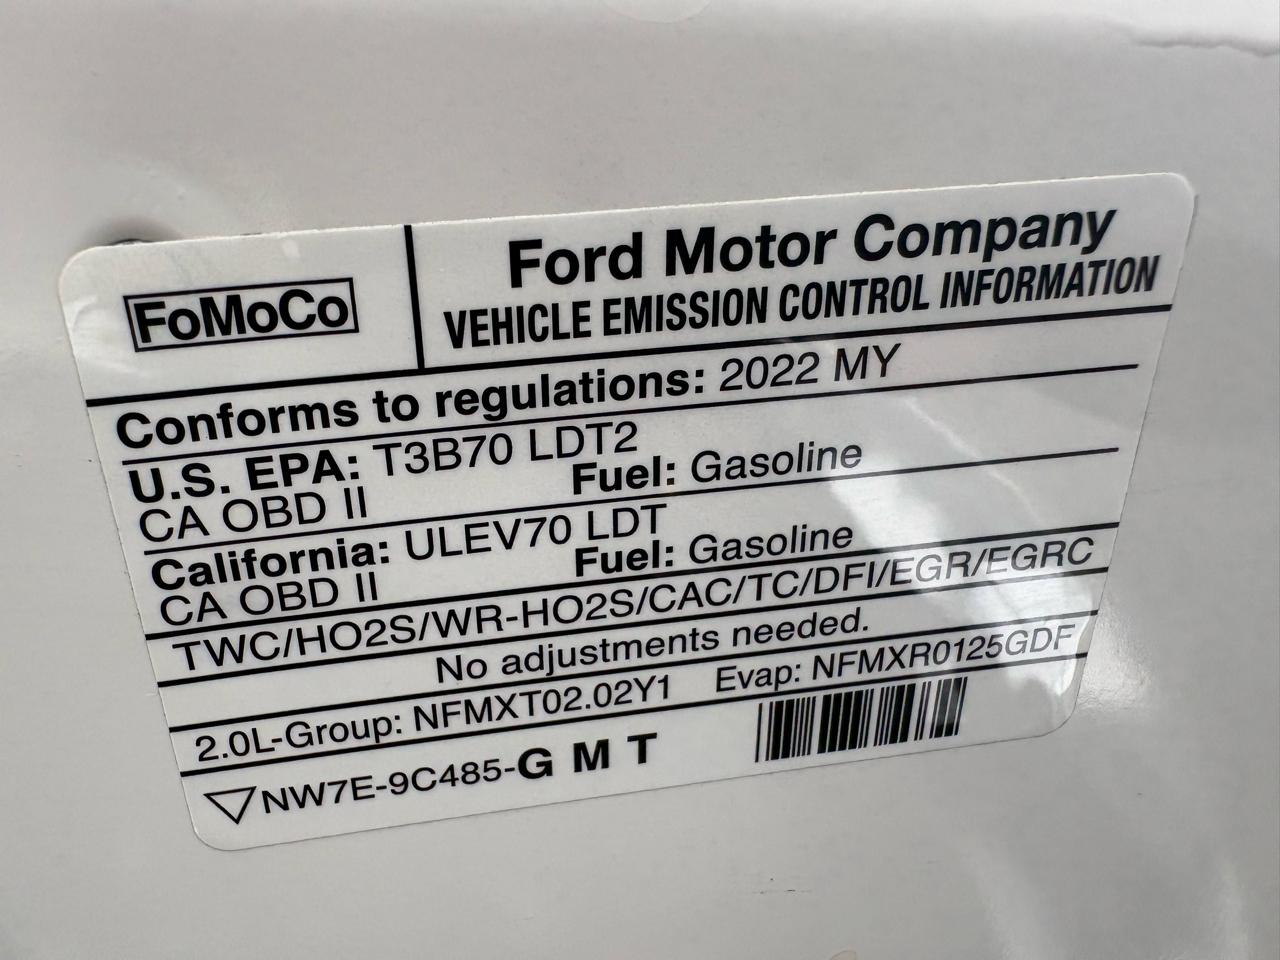 FoMoCo
Ford Motor Company
VEHICLE EMISSION CONTROL INFORMATION
Conforms to regulations: 2022 MY
U.S. EPA: T3B70 LDT2
CA OBD II Fuel: Gasoline
California: ULEV70 LDT
CA OBD II Fuel: Gasoline
TWC/HO2S/WR-HO2S/CAC/TC/DFI/EGR/EGRC
No adjustments needed.
2.0L-Group: NFMXT02.02Y1 Evap: NFMXR0125GDF
NW7E-9C485-G M T